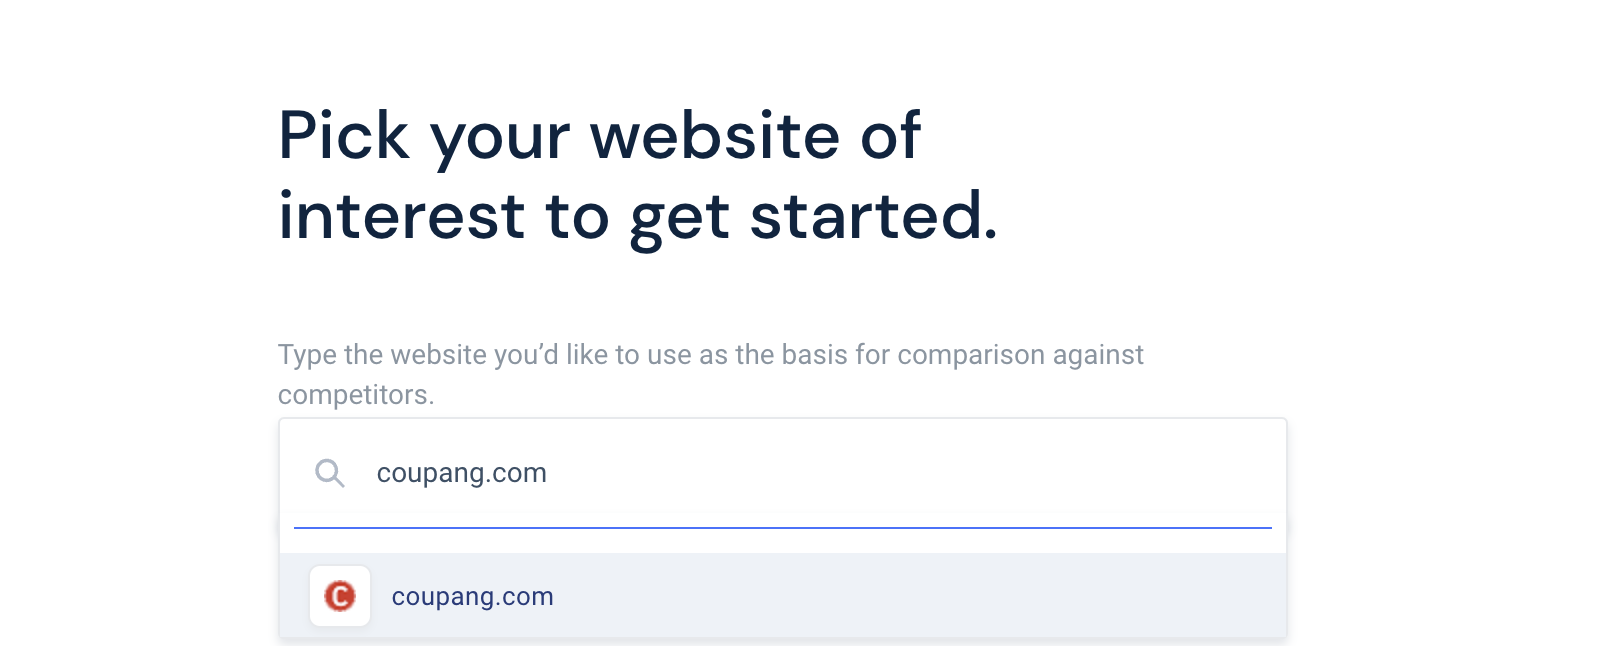 Pick your website of
interest to get started.
Type the website you’d like to use as the basis for comparison against
competitors.
coupang.com
C
coupang.com